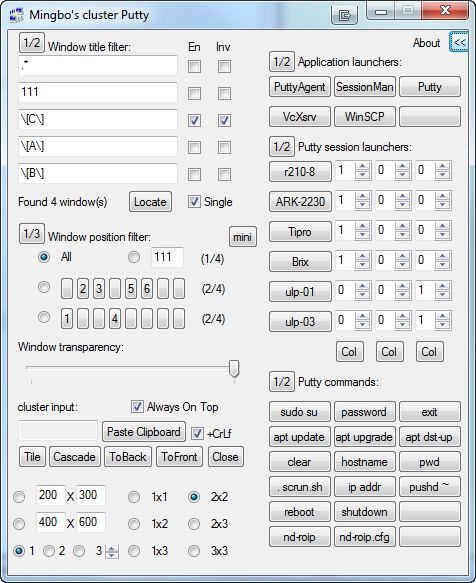 Mingbo's cluster Putty
About <<
1/2 Window title filter: En Inv
.*
111
\[C\]
\[A\]
\[B\]
Found 4 window(s) Locate Single
1/3 Window position filter: mini
All 111 (1/4)
2 3 5 6 (2/4)
1 4 (2/4)
Window transparency:
cluster input: Always On Top
Paste Clipboard +CrLf
Tile Cascade ToBack ToFront Close
200 X 300 1x1 2x2
400 X 600 1x2 2x3
1 2 3 1x3 3x3
1/2 Application launchers:
PuttyAgent SessionMan Putty
VcXsrv WinSCP
1/2 Putty session launchers:
r210-8 1 0 0
ARK-2230 1 0 0
Tipro 1 0 0
Brix 1 0 0
ulp-01 0 0 1
ulp-03 0 0 1
Col Col Col
1/2 Putty commands:
sudo su password exit
apt update apt upgrade apt dst-up
clear hostname pwd
. scrun.sh ip addr pushd ~
reboot shutdown
nd-roip nd-roip.cfg